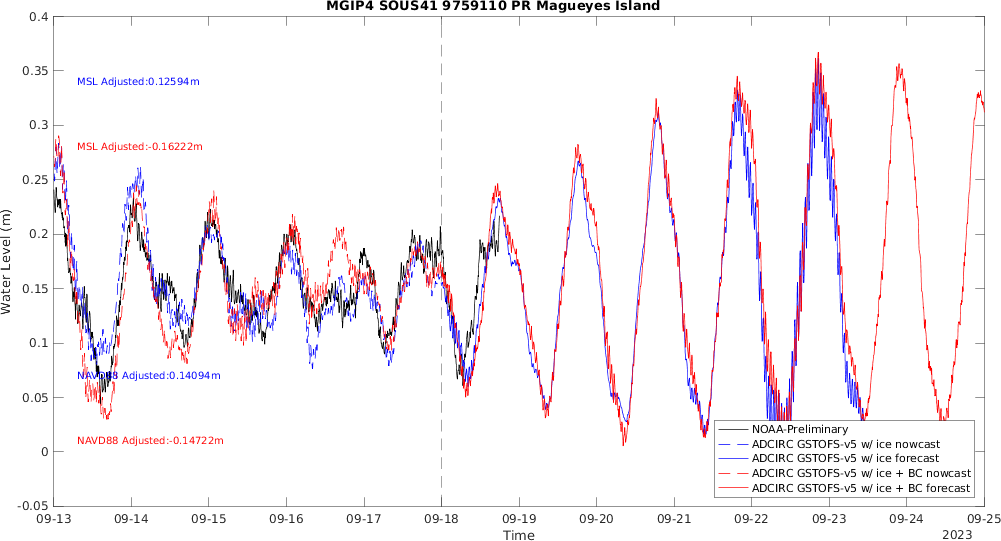 MGIP4 SOUS41 9759110 PR Magueyes Island
0.4
0.35
0.3
0.25
0.2
0.15
0.1
0.05
0
-0.05
Water Level (m)
MSL Adjusted:0.12594m
MSL Adjusted:-0.16222m
NAVD88 Adjusted:0.14094m
NAVD88 Adjusted:-0.14722m
NOAA-Preliminary
ADCIRC GSTOFS-v5 w/ ice nowcast
ADCIRC GSTOFS-v5 w/ ice forecast
ADCIRC GSTOFS-v5 w/ ice + BC nowcast
ADCIRC GSTOFS-v5 w/ ice + BC forecast
09-13 09-14 09-15 09-16 09-17 09-18 09-19 09-20 09-21 09-22 09-23 09-24 09-25
Time
2023